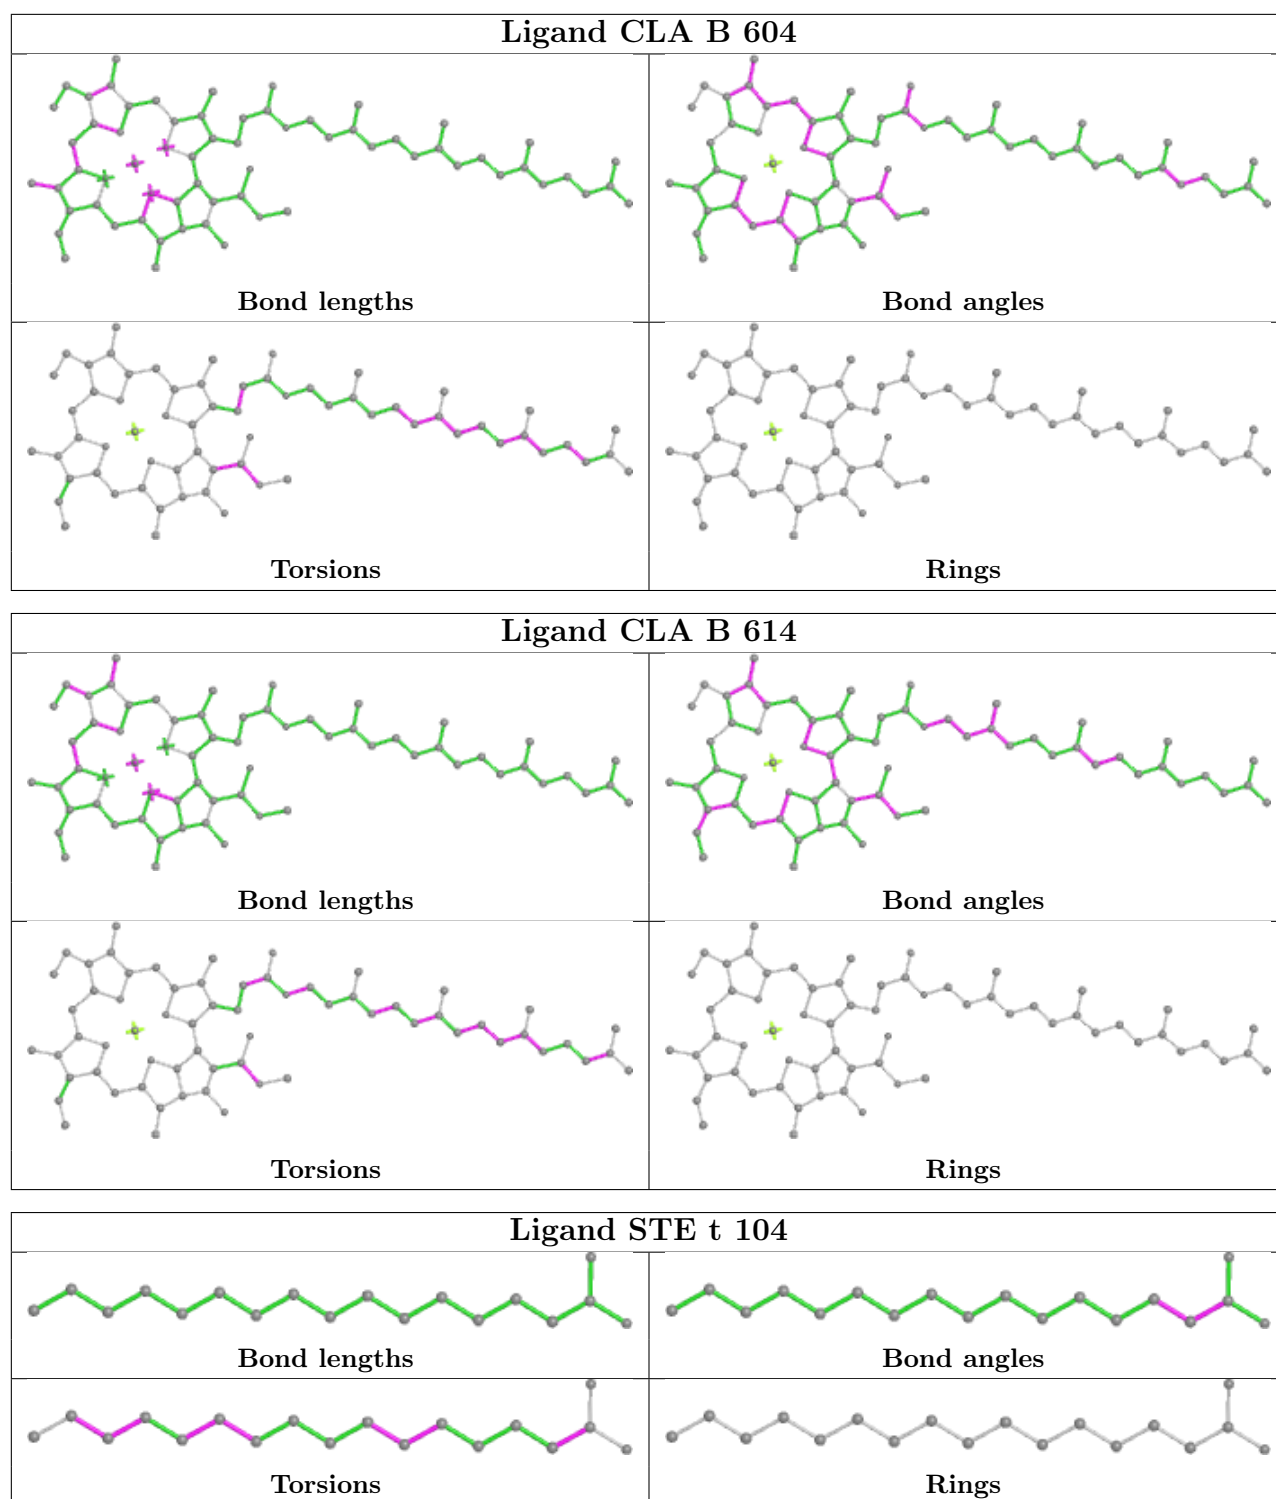 Ligand CLA B 604
Bond lengths
Bond angles
Torsions
Rings
Ligand CLA B 614
Bond lengths
Bond angles
Torsions
Rings
Ligand STE t 104
Bond lengths
Bond angles
Torsions
Rings